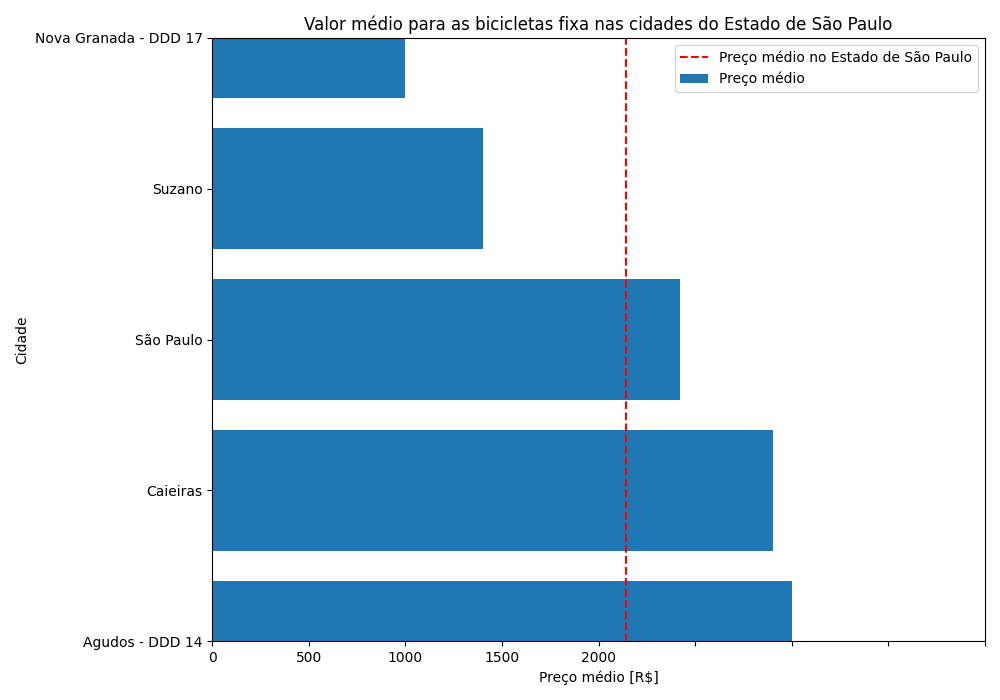 Valor médio para as bicicletas fixa nas cidades do Estado de São Paulo
Nova Granada - DDD 17
Preço médio no Estado de São Paulo
Preço médio
Suzano
São Paulo
Cidade
Caieiras
Agudos - DDD 14
0 500 1000 1500 2000
Preço médio [R$]